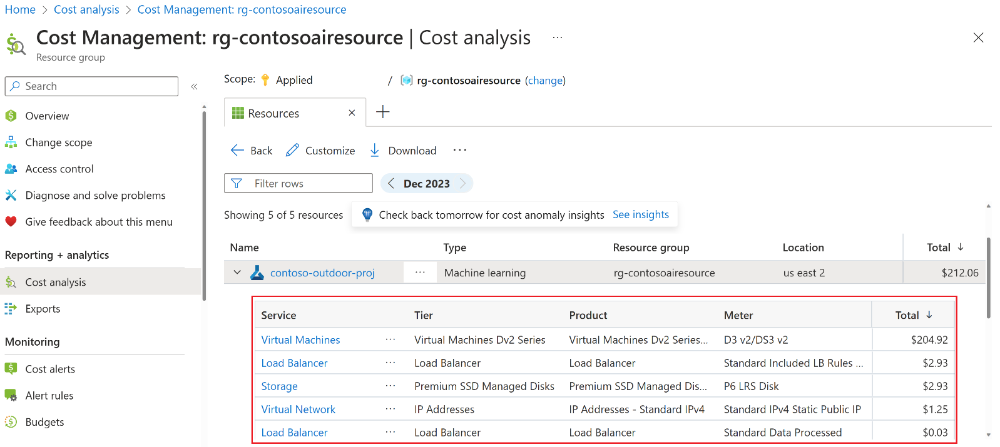 Home > Cost analysis > Cost Management: rg-contosoairesource
Cost Management: rg-contosoairesource | Cost analysis ...
Resource group
Search «
Overview
Change scope
Access control
Diagnose and solve problems
Give feedback about this menu
Reporting + analytics
Cost analysis
Exports
Monitoring
Cost alerts
Alert rules
Budgets
Scope: Applied / rg-contosoairesource (change)
Resources
Back Customize Download ...
Filter rows Dec 2023
Showing 5 of 5 resources Check back tomorrow for cost anomaly insights See insights
Name Type Resource group Location Total ↓
contoso-outdoor-proj ... Machine learning rg-contosoairesource us east 2 $212.06
Service Tier Product Meter Total ↓
Virtual Machines ... Virtual Machines Dv2 Series Virtual Machines Dv2 Series... D3 v2/DS3 v2 $204.92
Load Balancer ... Load Balancer Load Balancer Standard Included LB Rules ... $2.93
Storage ... Premium SSD Managed Disks Premium SSD Managed Dis... P6 LRS Disk $2.93
Virtual Network ... IP Addresses IP Addresses - Standard IPv4 Standard IPv4 Static Public IP $1.25
Load Balancer ... Load Balancer Load Balancer Standard Data Processed $0.03